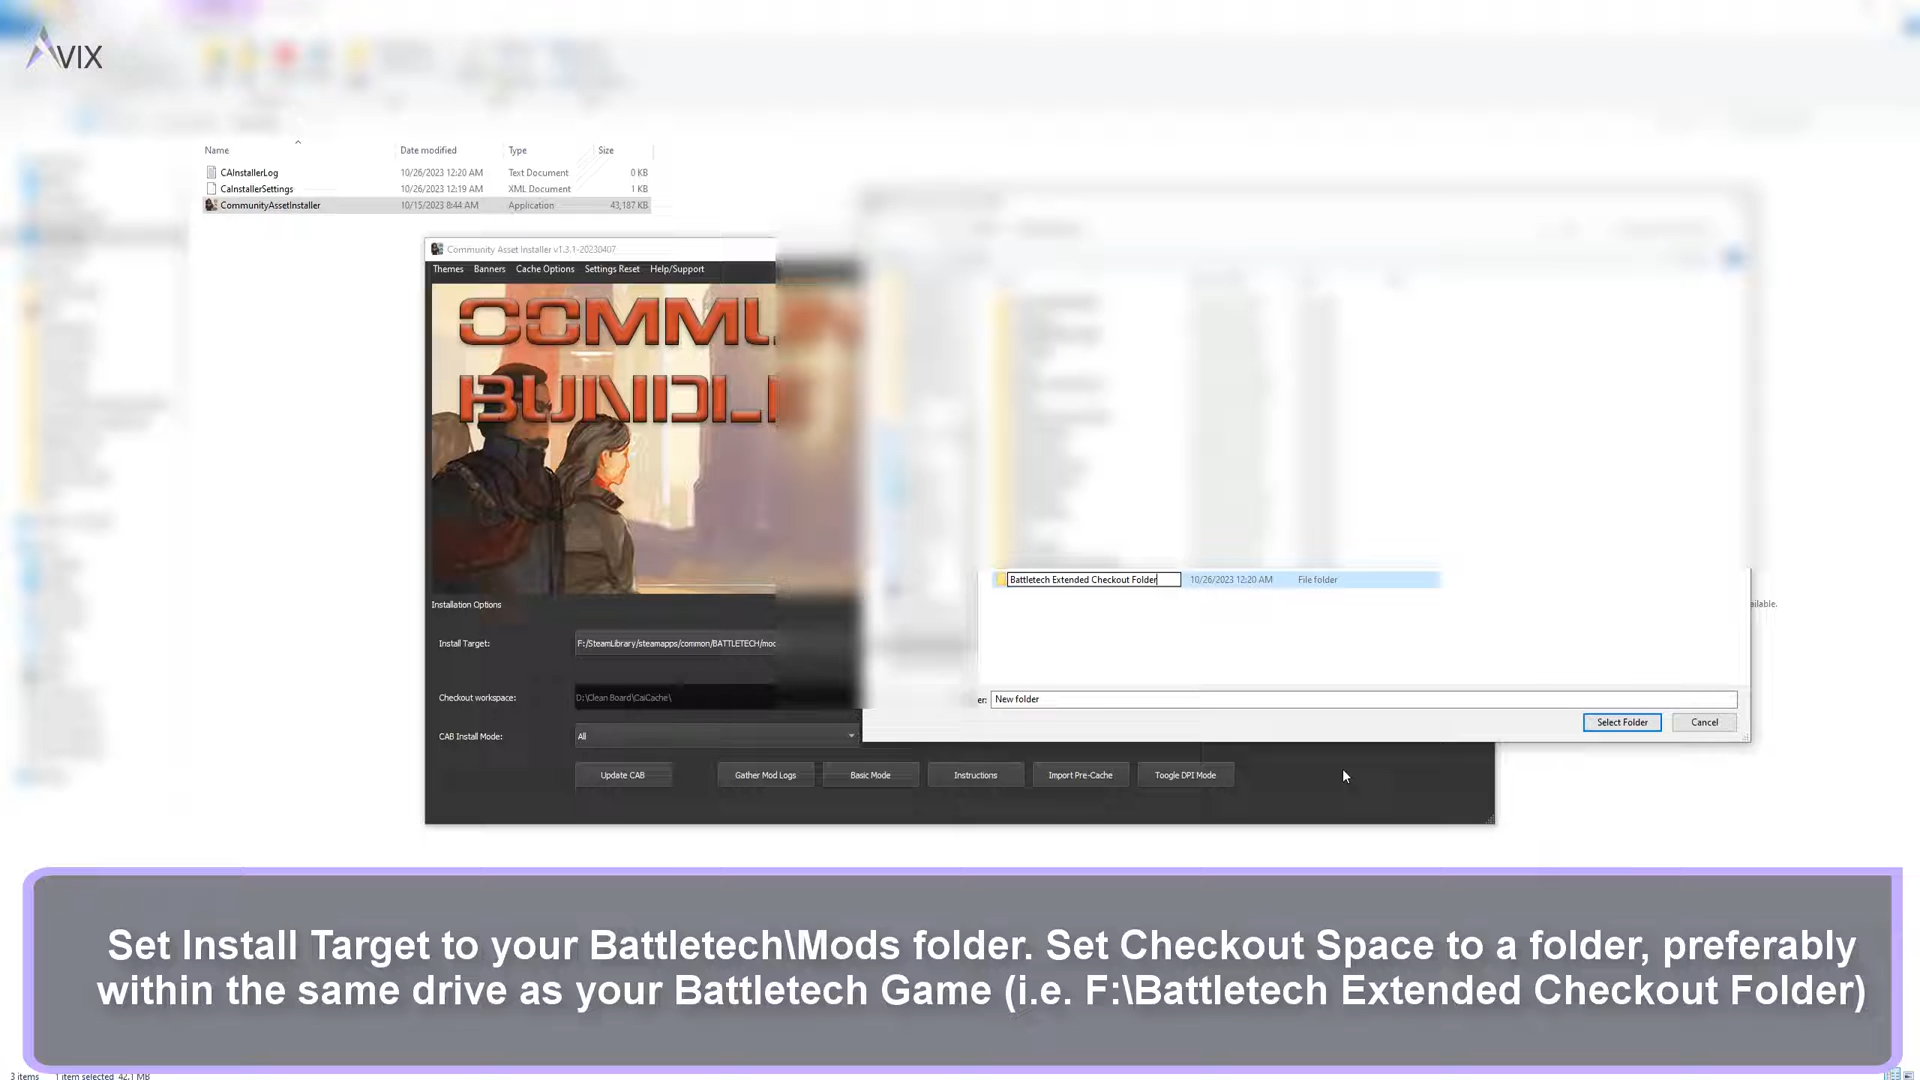 AVIX
Name Date modified Type Size
CAInstallerLog 10/26/2023 12:20 AM Text Document 0 KB
CaInstallerSettings 10/26/2023 12:19 AM XML Document 1 KB
CommunityAssetInstaller 10/15/2023 8:44 AM Application 43,187 KB
Community Asset Installer v1.3.1-20230407
Themes Banners Cache Options Settings Reset Help/Support
COMMU
BUNDLE
Battletech Extended Checkout Folder 10/26/2023 12:20 AM File folder
ailable.
Installation Options
Install Target: F:/SteamLibrary/steamapps/common/BATTLETECH/mod
Checkout workspace: D:\Clean Board\CaiCache\
er: New folder
Select Folder Cancel
CAB Install Mode: All
Update CAB Gather Mod Logs Basic Mode Instructions Import Pre-Cache Toogle DPI Mode
Set Install Target to your Battletech\Mods folder. Set Checkout Space to a folder, preferably
within the same drive as your Battletech Game (i.e. F:\Battletech Extended Checkout Folder)
3 items 1 item selected 42.1 MB